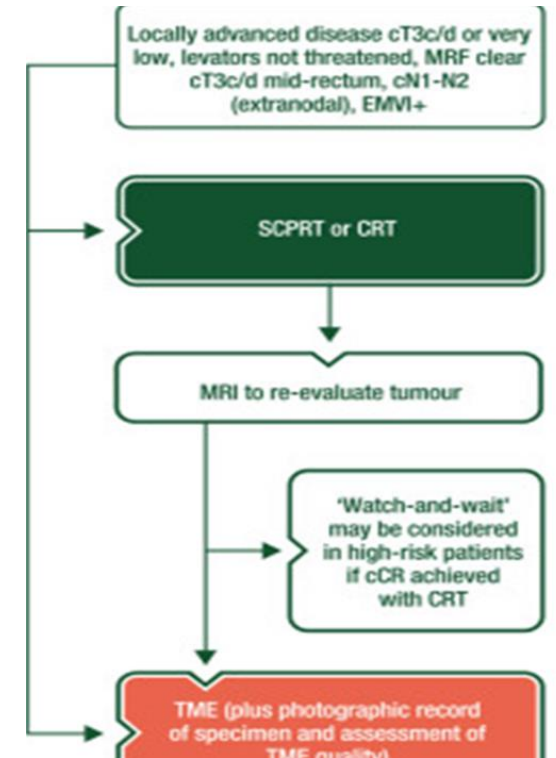 Locally advanced disease cT3c/d or very
low, levators not threatened, MRF clear
cT3c/d mid-rectum, cN1-N2
(extranodal), EMVI+
SCPRT or CRT
MRI to re-evaluate tumour
'Watch-and-wait'
may be considered
in high-risk patients
if cCR achieved
with CRT
TME (plus photographic record
of specimen and assessment of
TME quality)